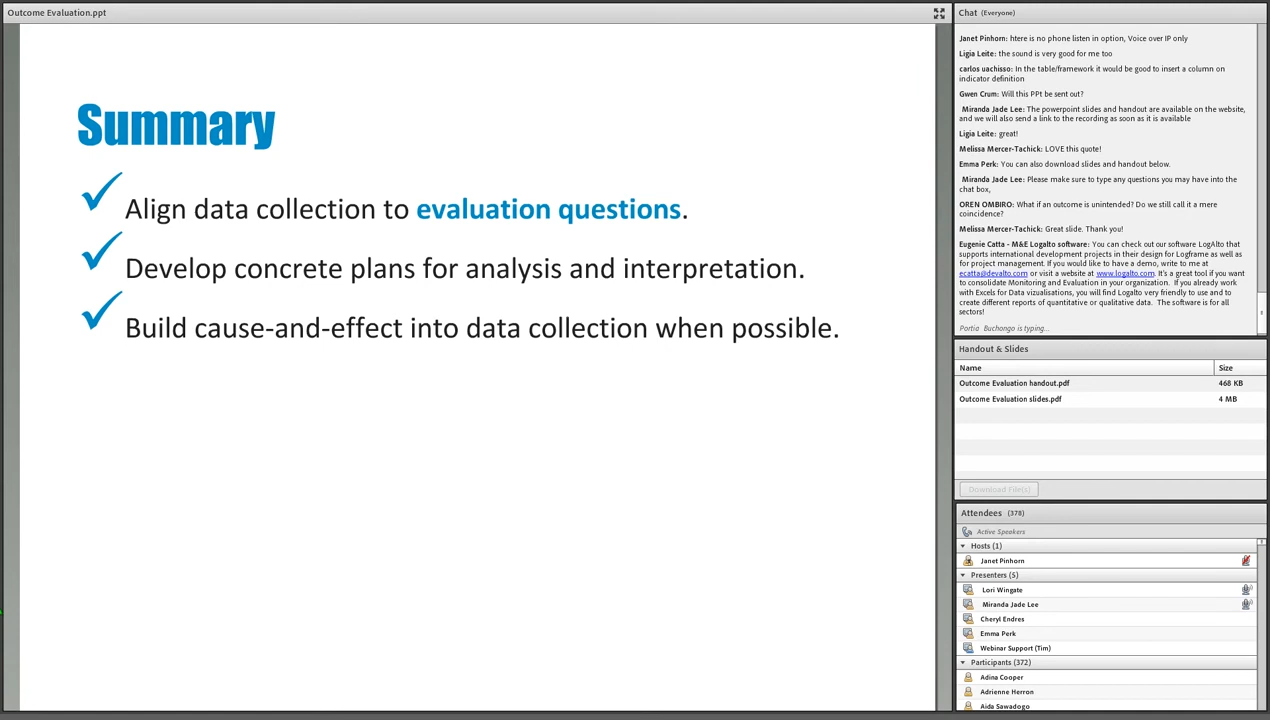 Outcome Evaluation.ppt
Summary
Align data collection to evaluation questions.
Develop concrete plans for analysis and interpretation.
Build cause-and-effect into data collection when possible.
Chat (Everyone)
Janet Pinhorn: htere is no phone listen in option, Voice over IP only
Ligia Leite: the sound is very good for me too
carlos uachisso: In the table/framework it would be good to insert a column on
indicator definition
Gwen Crum: Will this PPt be sent out?
Miranda Jade Lee: The powerpoint slides and handout are available on the website,
and we will also send a link to the recording as soon as it is available
Ligia Leite: great!
Melissa Mercer-Tachick: LOVE this quote!
Emma Perk: You can also download slides and handout below.
Miranda Jade Lee: Please make sure to type any questions you may have into the
chat box,
OREN OMBIRO: What if an outcome is unintended? Do we still call it a mere
coincidence?
Melissa Mercer-Tachick: Great slide. Thank you!
Eugenie Catta - M&E Logalto software: You can check out our software LogAlto that
supports international development projects in their design for Logframe as well as
for project management. If you would like to have a demo, write to me at
ecatta@devalto.com or visit a website at www.logalto.com. It's a great tool if you want
to consolidate Monitoring and Evaluation in your organization.  If you already work
with Excels for Data vizualisations, you will find Logalto very friendly to use and to
create different reports of quantitative or qualitative data.  The software is for all
sectors!
Portia  Buchongo is typing...
Handout & Slides
Name Size
Outcome Evaluation handout.pdf 468 KB
Outcome Evaluation slides.pdf 4 MB
Download File(s)
Attendees (378)
Active Speakers
Hosts (1)
Janet Pinhorn
Presenters (5)
Lori Wingate
Miranda Jade Lee
Cheryl Endres
Emma Perk
Webinar Support (Tim)
Participants (372)
Adina Cooper
Adrienne Herron
Aida Sawadogo